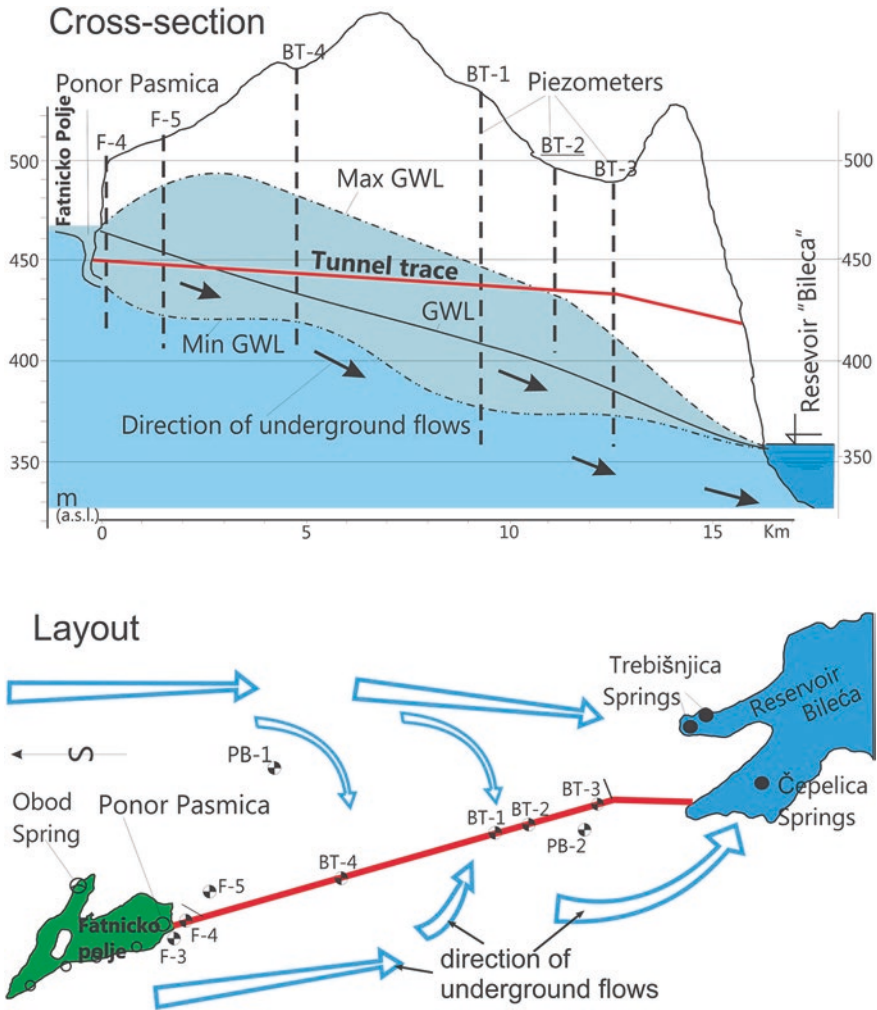 Cross-section
Ponor Pasmica
Fatnicko Polje
F-4
F-5
BT-4
BT-1
Piezometers
BT-2
BT-3
500
450
400
350
m
(a.s.l.)
500
450
400
350
Max GWL
Tunnel trace
GWL
Min GWL
Direction of underground flows
Resevoir "Bileca"
0
5
10
15
Km
Layout
Trebišnjica
Springs
Reservoir
Bileća
S
PB-1
Obod
Spring
Ponor Pasmica
BT-3
BT-2
BT-1
PB-2
Čepelica
Springs
BT-4
F-5
F-4
F-3
Fatnicko
polje
direction of
underground flows